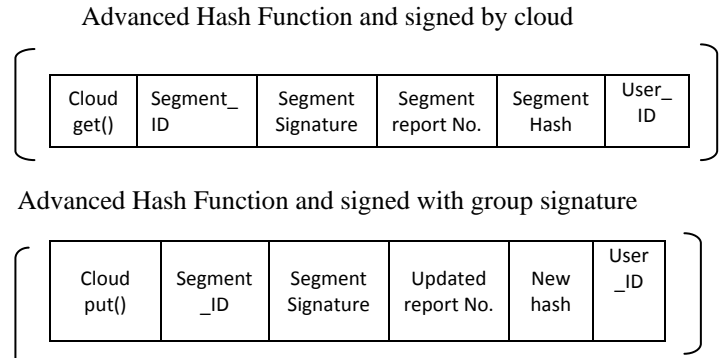 Advanced Hash Function and signed by cloud
Cloud get()
Segment_ ID
Segment Signature
Segment report No.
Segment Hash
User_ ID
Advanced Hash Function and signed with group signature
Cloud put()
Segment _ID
Segment Signature
Updated report No.
New hash
User _ID